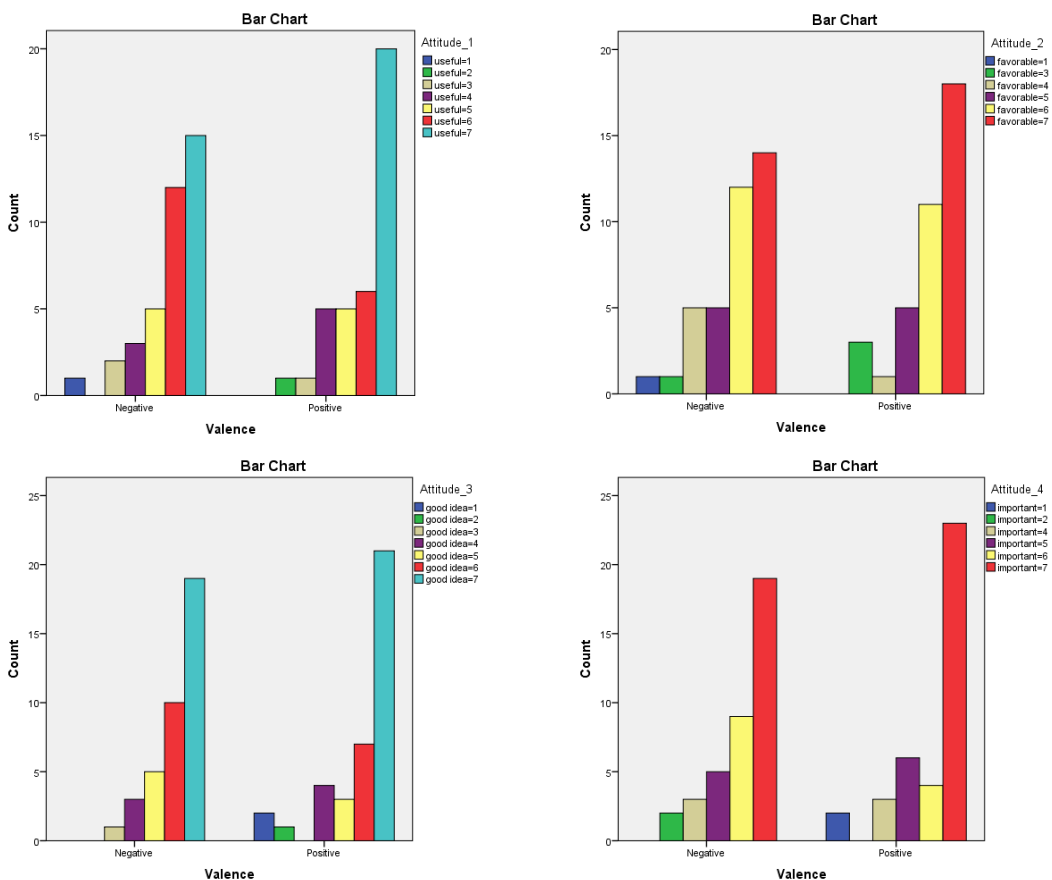 Bar Chart
Attitude_1
useful=1
useful=2
useful=3
useful=4
useful=5
useful=6
useful=7
20
15
10
5
0
Count
Negative
Positive
Valence
Bar Chart
Attitude_2
favorable=1
favorable=3
favorable=4
favorable=5
favorable=6
favorable=7
20
15
10
5
0
Count
Negative
Positive
Valence
Bar Chart
Attitude_3
good idea=1
good idea=2
good idea=3
good idea=4
good idea=5
good idea=6
good idea=7
25
20
15
10
5
0
Count
Negative
Positive
Valence
Bar Chart
Attitude_4
important=1
important=2
important=4
important=5
important=6
important=7
25
20
15
10
5
0
Count
Negative
Positive
Valence